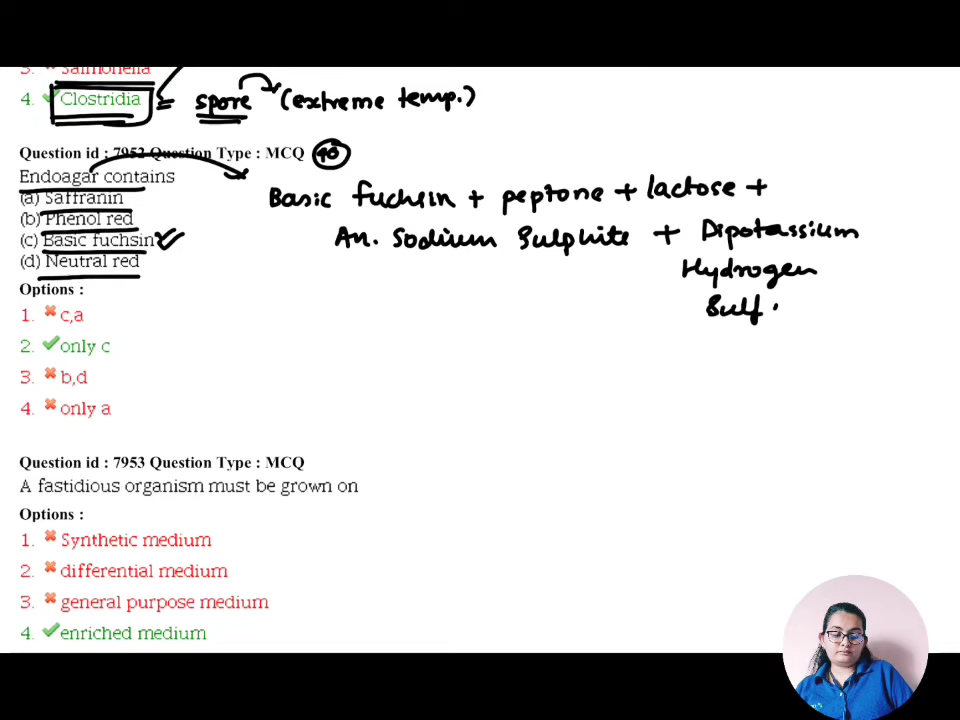 3. Salmonella
4. Clostridia = spore (extreme temp.)
Question id : 7952 Question Type : MCQ 40
Endoagar contains
(a) Saffranin
(b) Phenol red
(c) Basic fuchsin
(d) Neutral red
Basic fuchsin + peptone + lactose +
An. Sodium Sulphite + Dipotassium
Hydrogen
Sulf.
Options :
1. c,a
2. only c
3. b,d
4. only a
Question id : 7953 Question Type : MCQ
A fastidious organism must be grown on
Options :
1. Synthetic medium
2. differential medium
3. general purpose medium
4. enriched medium